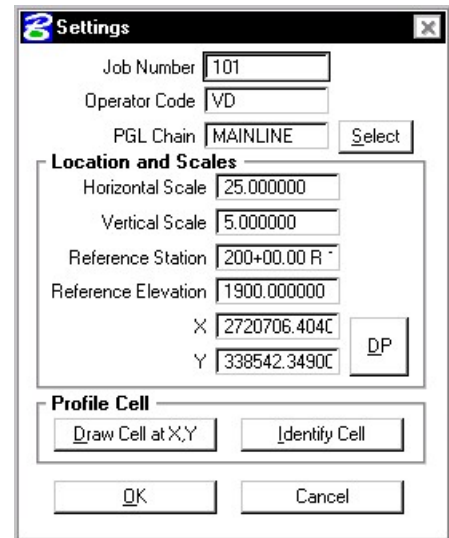 Settings
Job Number 101
Operator Code VD
PGL Chain MAINLINE Select
Location and Scales
Horizontal Scale 25.000000
Vertical Scale 5.000000
Reference Station 200+00.00 R
Reference Elevation 1900.000000
X 2720706.404
Y 338542.3490
DP
Profile Cell
Draw Cell at X,Y Identify Cell
OK Cancel